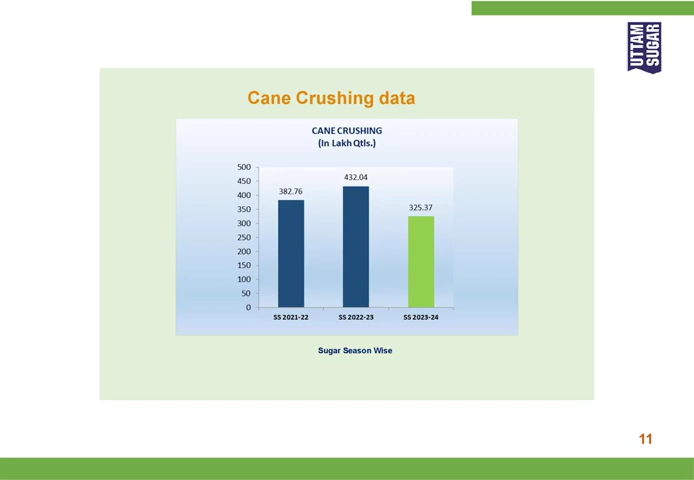 UTTAM
SUGAR
Cane Crushing data
CANE CRUSHING
(In Lakh Qtls.)
500
450
400
350
300
250
200
150
100
50
0
382.76
432.04
325.37
SS 2021-22
SS 2022-23
SS 2023-24
Sugar Season Wise
11